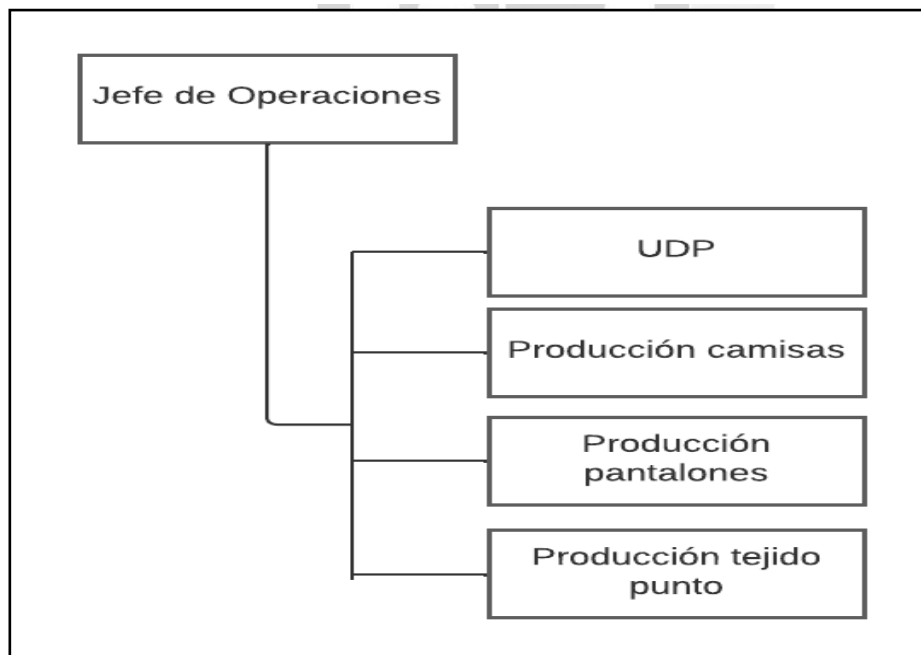 Jefe de Operaciones
UDP
Producción camisas
Producción
pantalones
Producción tejido
punto